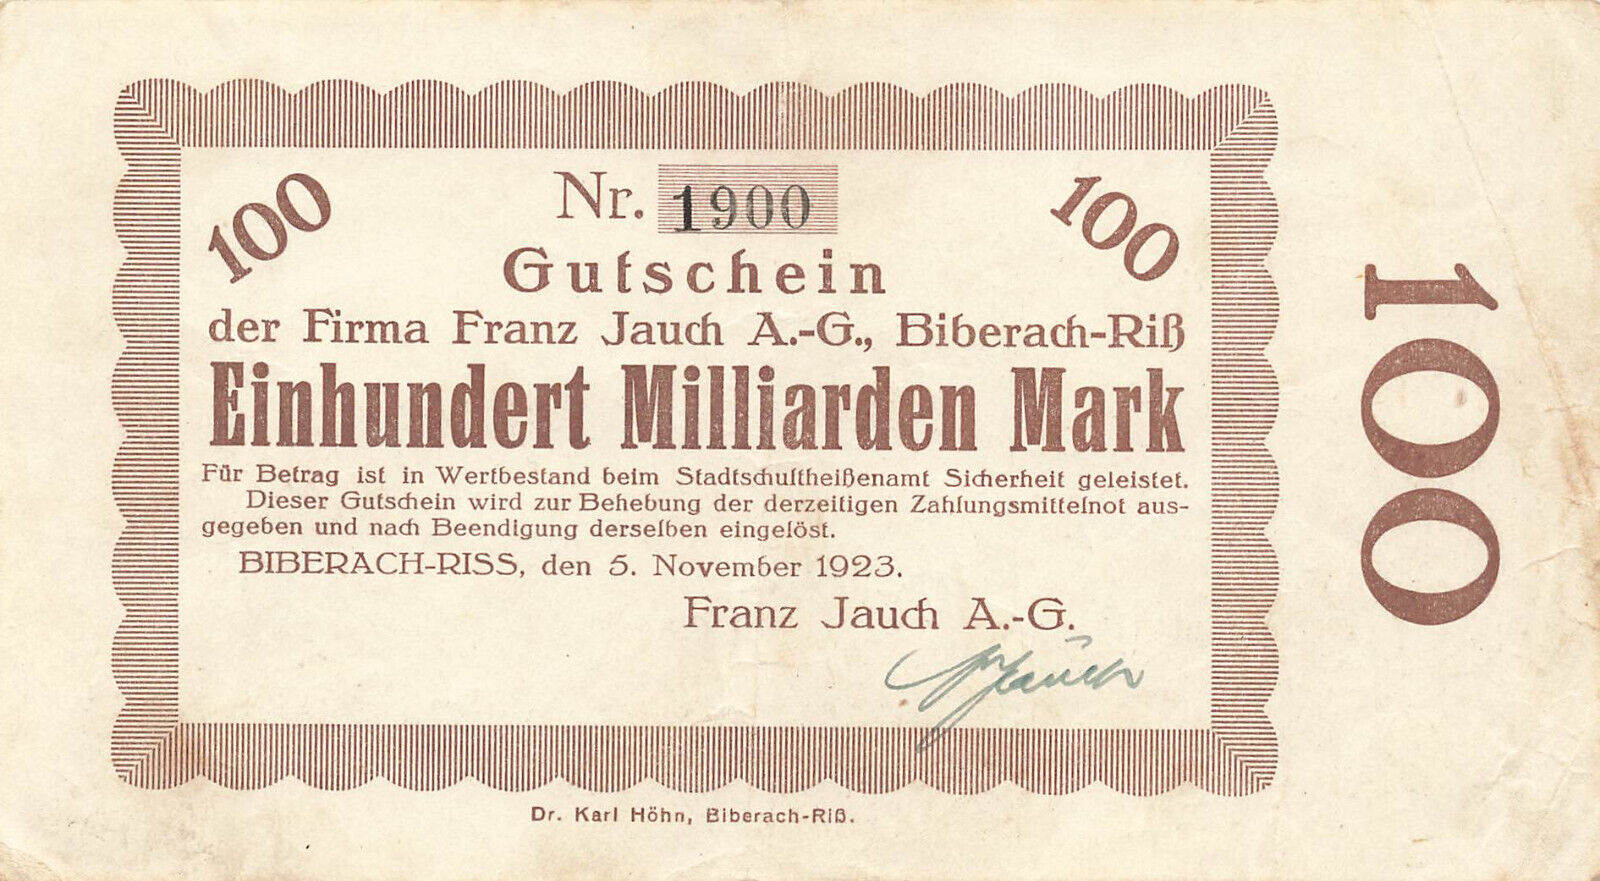 100
Nr. 1900
100
Gutschein
der Firma Franz Jauch A.-G., Biberach-Riß
Einhundert Milliarden Mark
Für Betrag ist in Wertbestand beim Stadtschultheißenamt Sicherheit geleistet.
Dieser Gutschein wird zur Behebung der derzeitigen Zahlungsmittelnot aus-
gegeben und nach Beendigung derselben eingelöst.
BIBERACH-RISS, den 5. November 1923.
Franz Jauch A.-G.
Fr Jauch
Dr. Karl Höhn, Biberach-Riß.
100